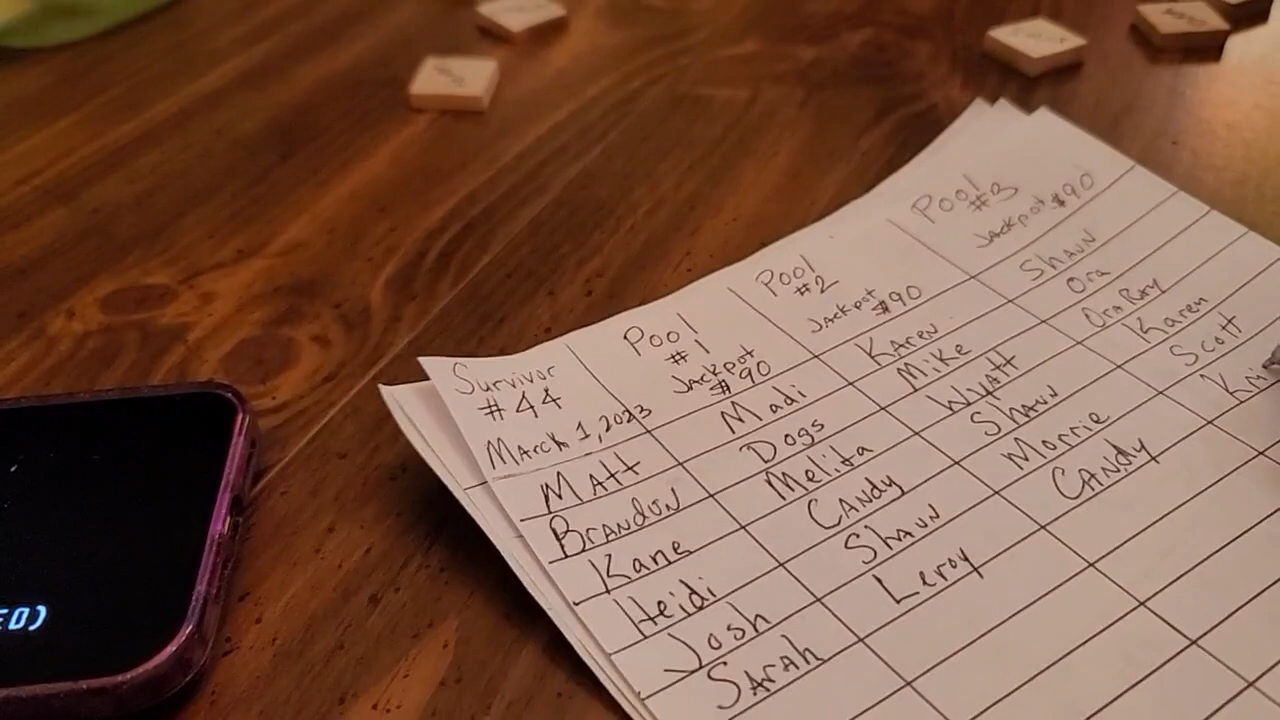 Survivor
#44
March 1, 2023
Pool
#1
Jackpot
$90
Pool
#2
Jackpot $90
Pool
#3
Jackpot $90
Matt Madi Karen Shaun
Brandon Dogs Mike Ora
Kane Melita Wyatt Ora Rory
Heidi Candy Shaun Karen
Josh Shaun Morrie Scott
Sarah Leroy Candy Kri